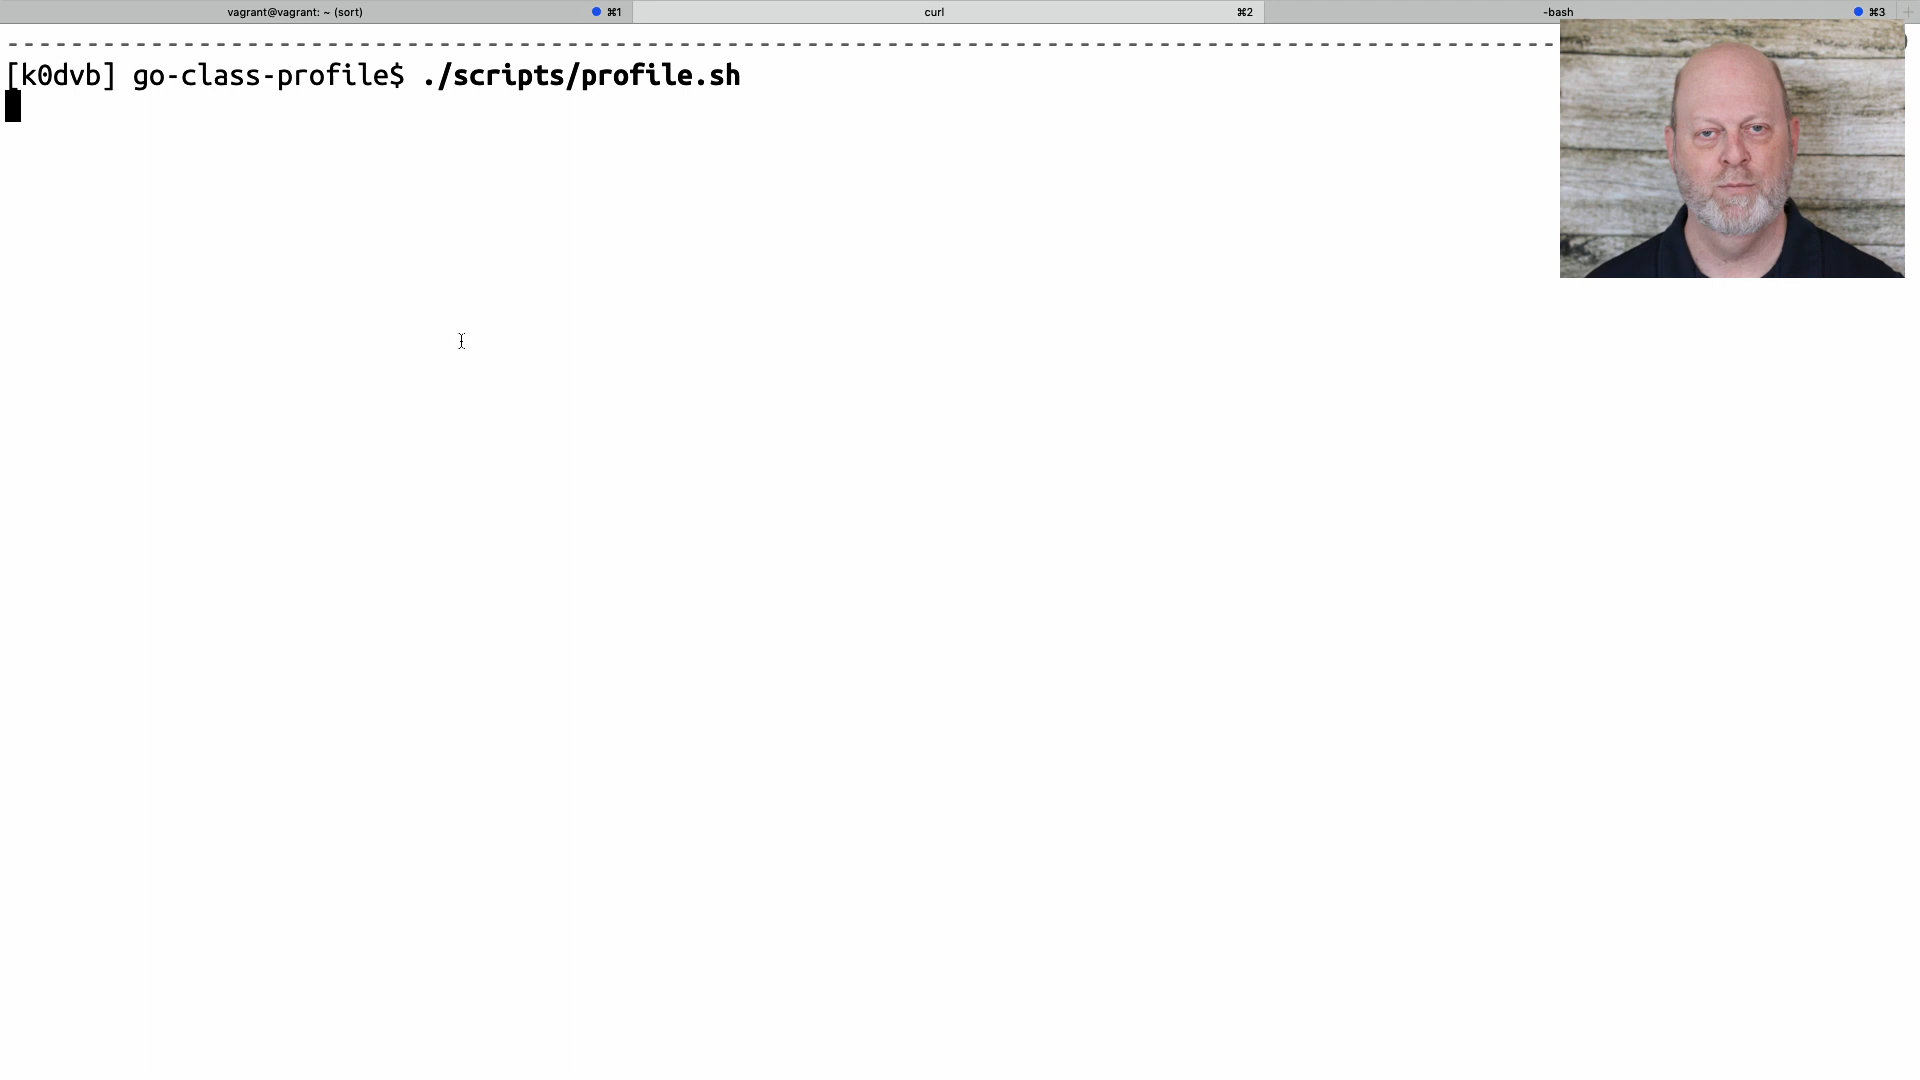 vagrant@vagrant: ~ (sort) ⌘1 curl ⌘2 -bash ⌘3 +
[k0dvb] go-class-profile$ ./scripts/profile.sh